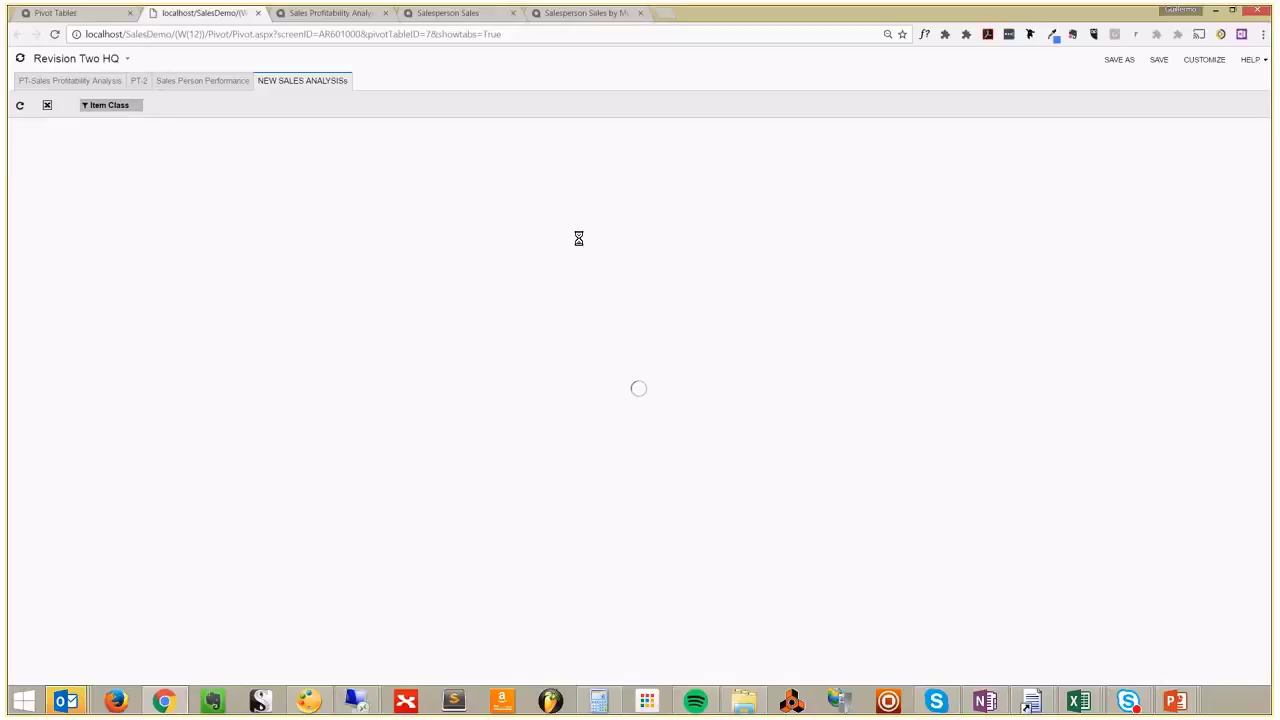 Pivot Tables
localhost/SalesDemo/(W
Sales Profitability Analy
Salesperson Sales
Salesperson Sales by M
Guillermo
localhost/SalesDemo/(W(12))/Pivot/Pivot.aspx?screenID=AR601000&pivotTableID=7&showtabs=True
Revision Two HQ
SAVE AS
SAVE
CUSTOMIZE
HELP
PT-Sales Profitability Analysis
PT-2
Sales Person Performance
NEW SALES ANALYSISs
Item Class